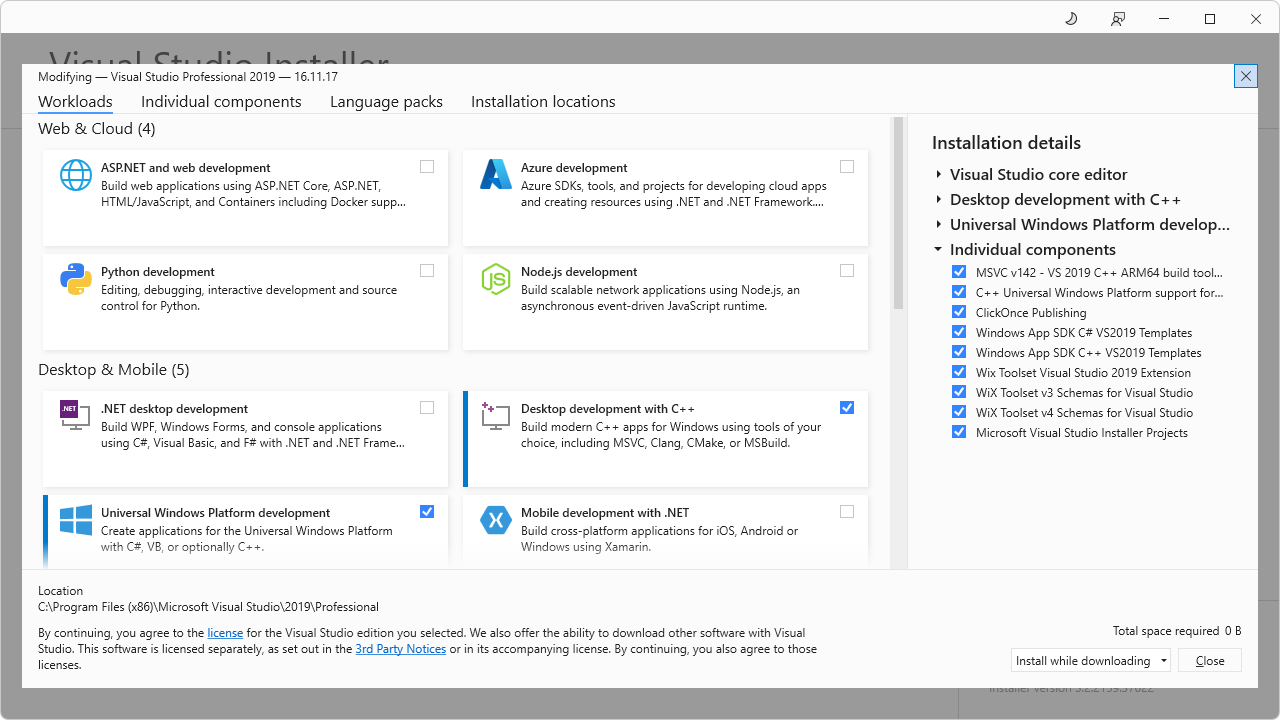 Visual Studio Installer
Modifying — Visual Studio Professional 2019 — 16.11.17
Workloads
Individual components
Language packs
Installation locations
Web & Cloud (4)
ASP.NET and web development
Build web applications using ASP.NET Core, ASP.NET,
HTML/JavaScript, and Containers including Docker supp...
Azure development
Azure SDKs, tools, and projects for developing cloud apps
and creating resources using .NET and .NET Framework....
Python development
Editing, debugging, interactive development and source
control for Python.
JS
Node.js development
Build scalable network applications using Node.js, an
asynchronous event-driven JavaScript runtime.
Desktop & Mobile (5)
.NET
.NET desktop development
Build WPF, Windows Forms, and console applications
using C#, Visual Basic, and F# with .NET and .NET Frame...
Desktop development with C++
Build modern C++ apps for Windows using tools of your
choice, including MSVC, Clang, CMake, or MSBuild.
Universal Windows Platform development
Create applications for the Universal Windows Platform
with C#, VB, or optionally C++.
Mobile development with .NET
Build cross-platform applications for iOS, Android or
Windows using Xamarin.
Installation details
Visual Studio core editor
Desktop development with C++
Universal Windows Platform develop...
Individual components
MSVC v142 - VS 2019 C++ ARM64 build tool...
C++ Universal Windows Platform support for...
ClickOnce Publishing
Windows App SDK C# VS2019 Templates
Windows App SDK C++ VS2019 Templates
Wix Toolset Visual Studio 2019 Extension
WiX Toolset v3 Schemas for Visual Studio
WiX Toolset v4 Schemas for Visual Studio
Microsoft Visual Studio Installer Projects
Location
C:\Program Files (x86)\Microsoft Visual Studio\2019\Professional
By continuing, you agree to the license for the Visual Studio edition you selected. We also offer the ability to download other software with Visual
Studio. This software is licensed separately, as set out in the 3rd Party Notices or in its accompanying license. By continuing, you also agree to those
licenses.
Total space required 0 B
Install while downloading
Close